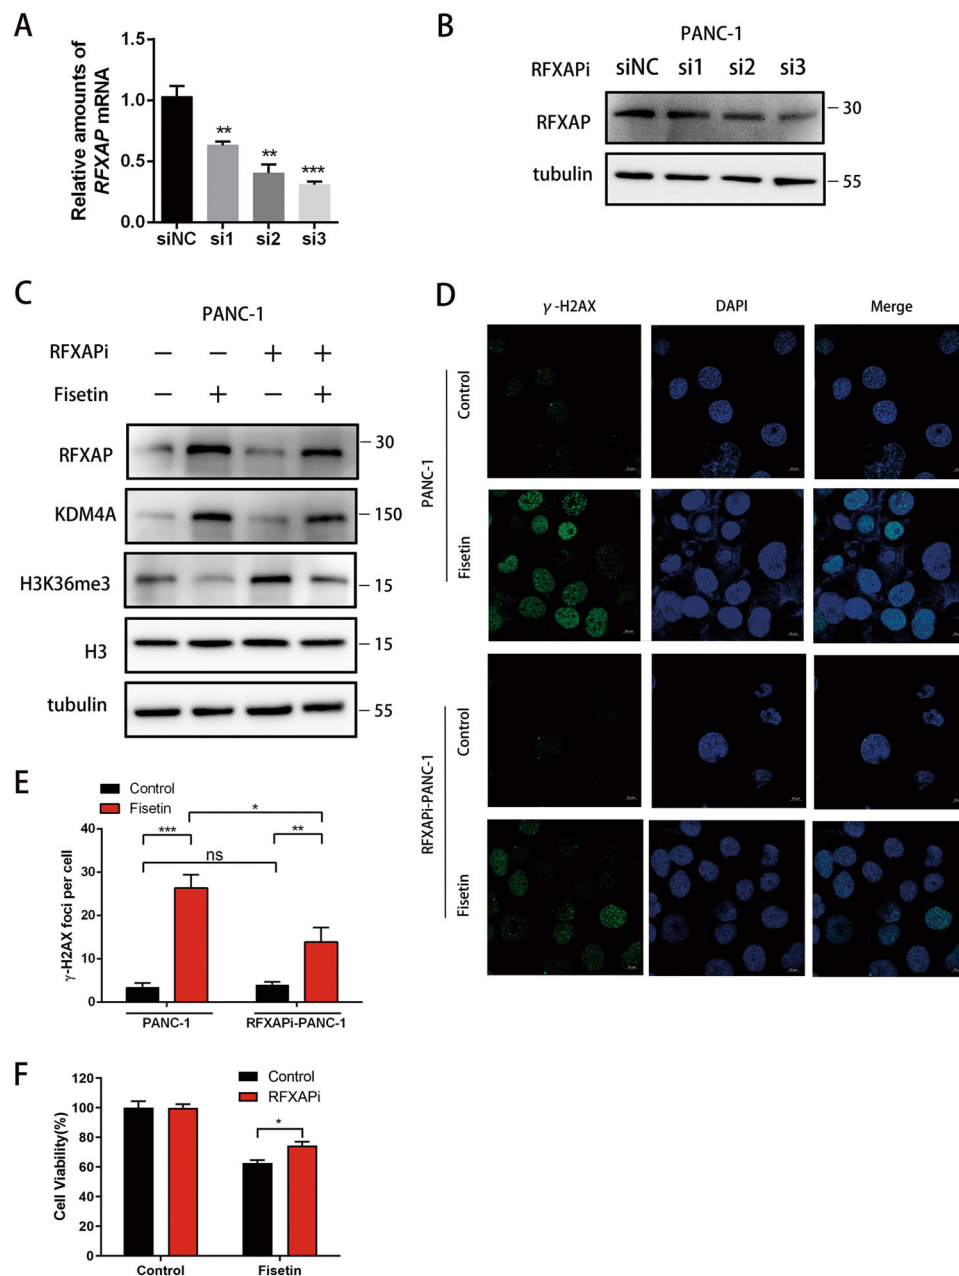 A
Relative amounts of
RFXAP mRNA
1.5
1.0
0.5
0.0
**
**
***
siNC si1 si2 si3
B
PANC-1
RFXAPi siNC si1 si2 si3
RFXAP
30
tubulin
55
C
PANC-1
RFXAPi — — + +
Fisetin — + — +
RFXAP
30
KDM4A
150
H3K36me3
15
H3
15
tubulin
55
D
γ-H2AX DAPI Merge
PANC-1
Control
Fisetin
RFXAPi-PANC-1
Control
Fisetin
E
Control
Fisetin
γ-H2AX foci per cell
40
30
20
10
0
***
*
**
ns
PANC-1 RFXAPi-PANC-1
F
Control
RFXAPi
Cell Viability(%)
120
100
80
60
40
20
0
*
Control Fisetin